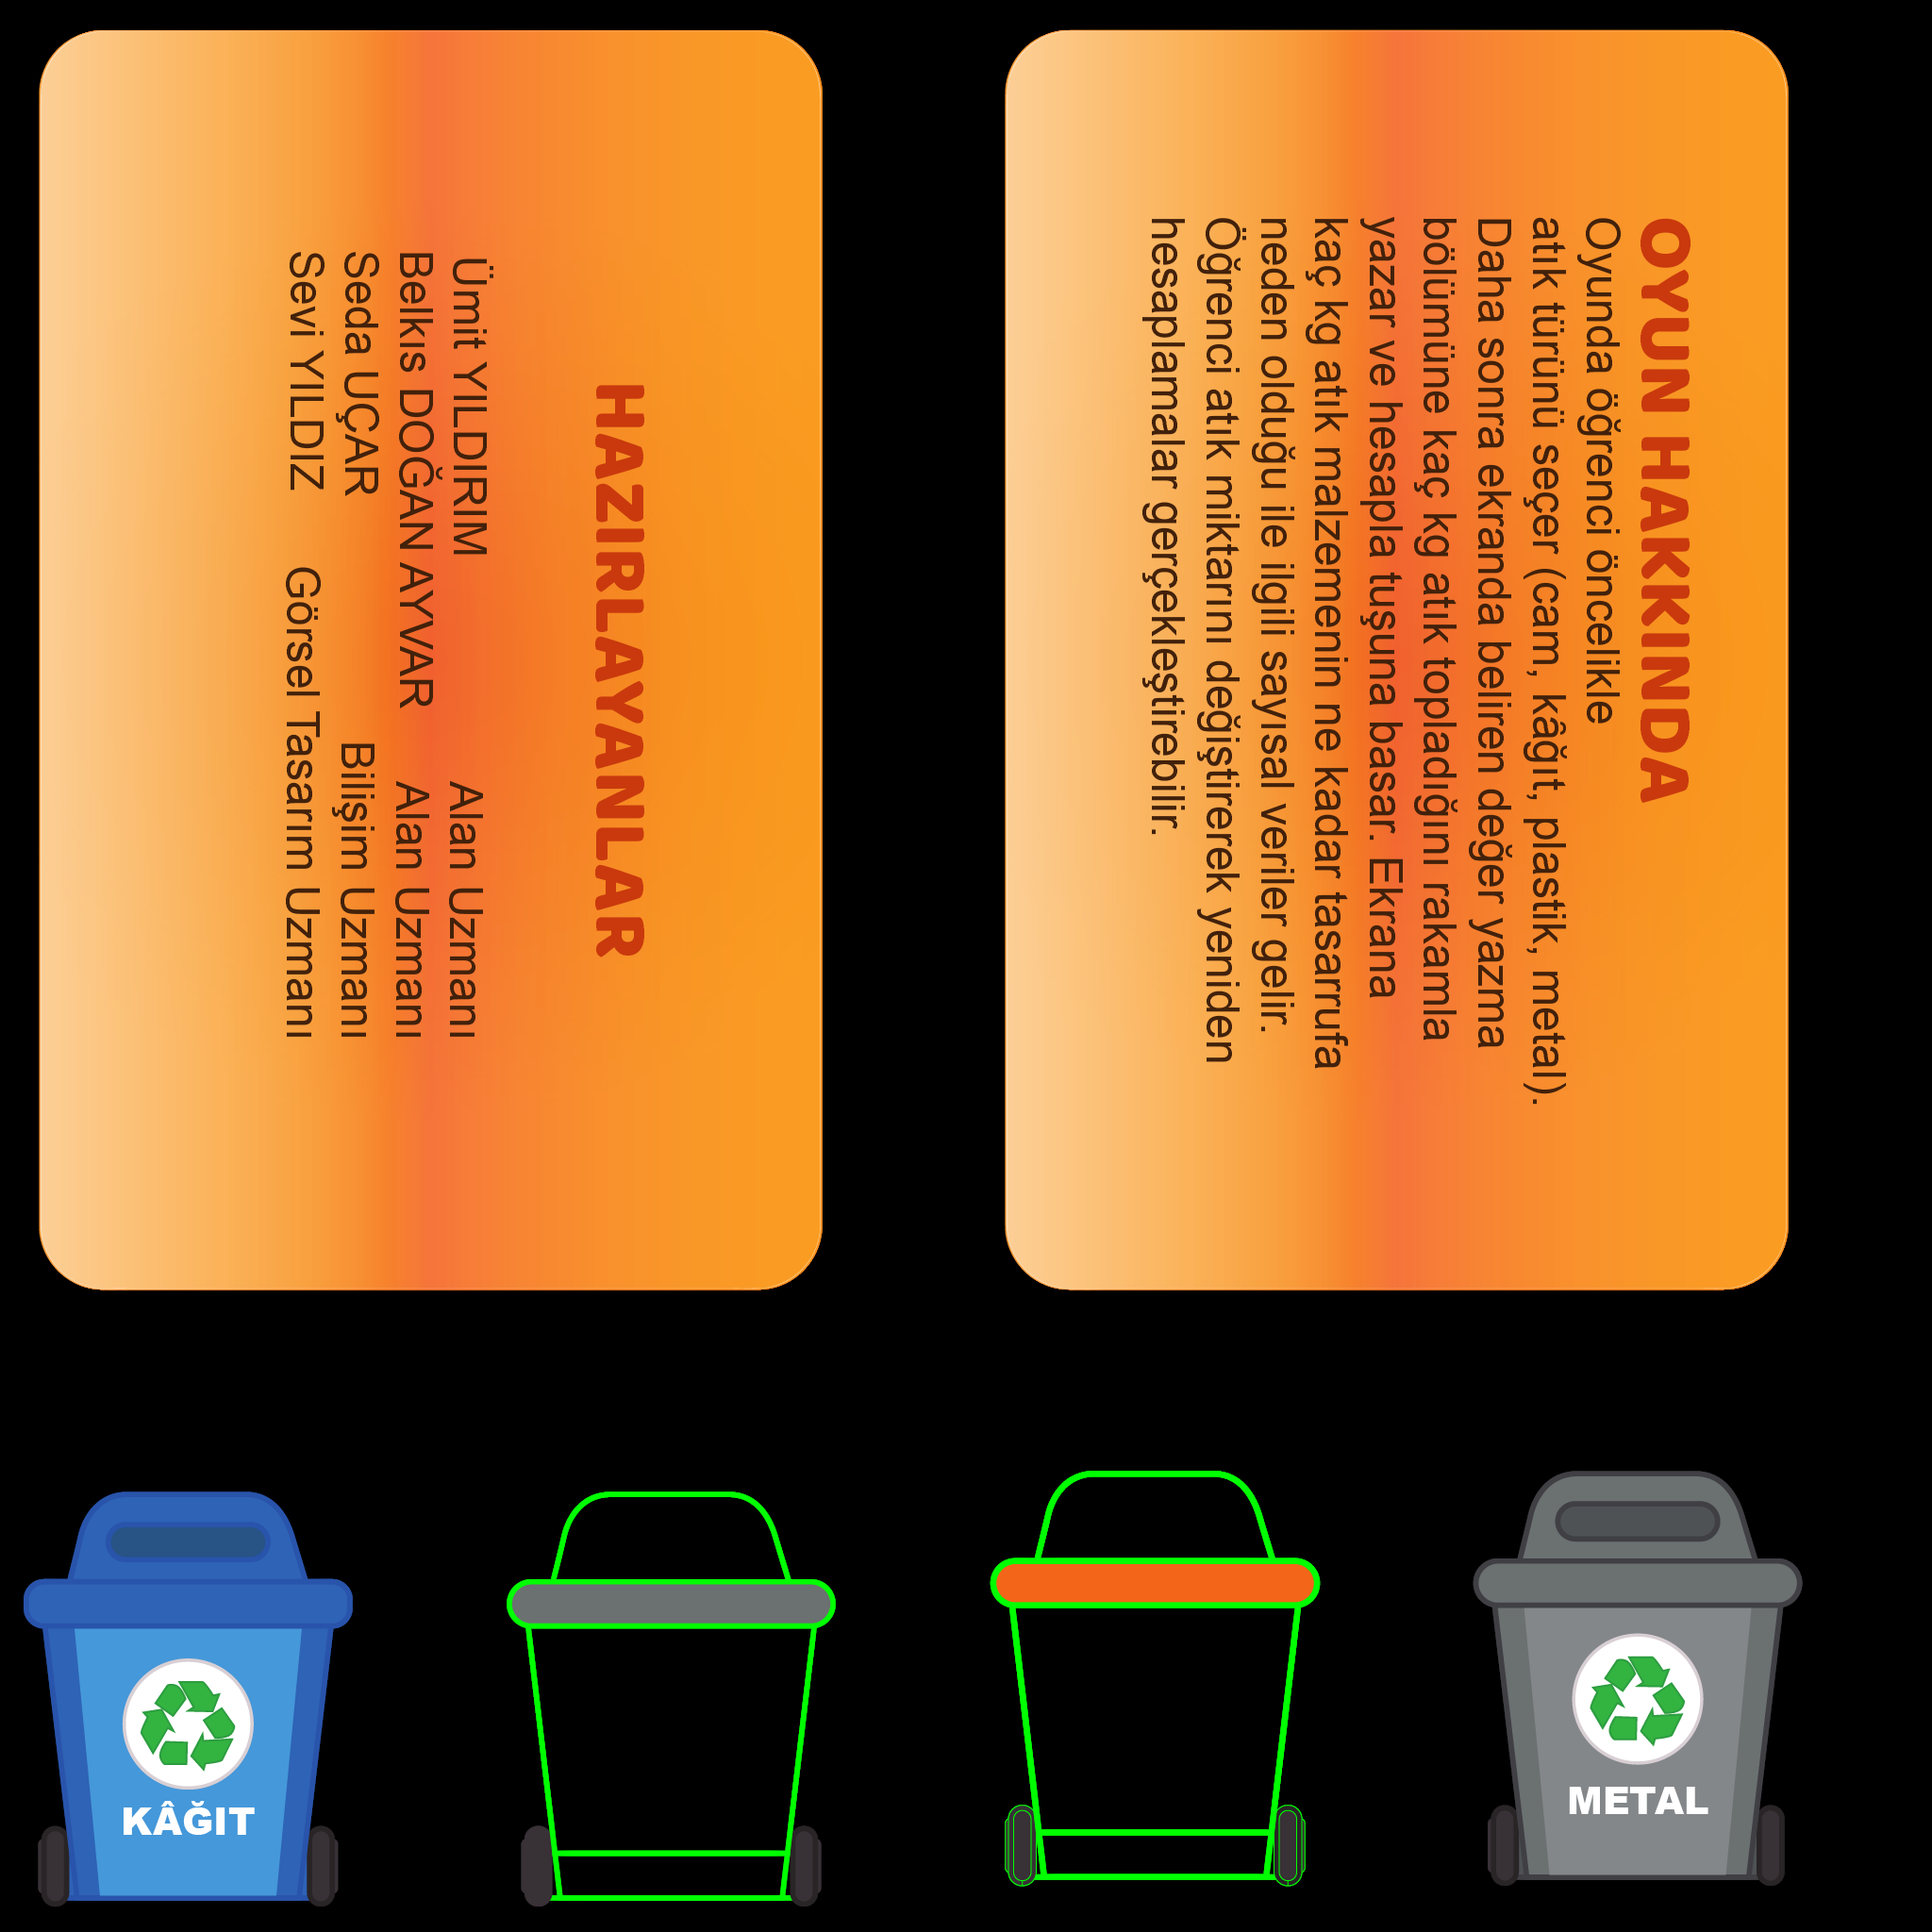 HAZIRLAYANLAR
Ümit YILDIRIM Alan Uzmanı
Belkıs DOĞAN AYVAR Alan Uzmanı
Seda UÇAR Bilişim Uzmanı
Sevi YILDIZ Görsel Tasarım Uzmanı
OYUN HAKKINDA
Oyunda öğrenci öncelikle
atık türünü seçer (cam, kâğıt, plastik, metal).
Daha sonra ekranda beliren değer yazma
bölümüne kaç kg atık topladığını rakamla
yazar ve hesapla tuşuna basar. Ekrana
kaç kg atık malzemenin ne kadar tasarrufa
neden olduğu ile ilgili sayısal veriler gelir.
Öğrenci atık miktarını değiştirerek yeniden
hesaplamalar gerçekleştirebilir.
KÂĞIT
METAL